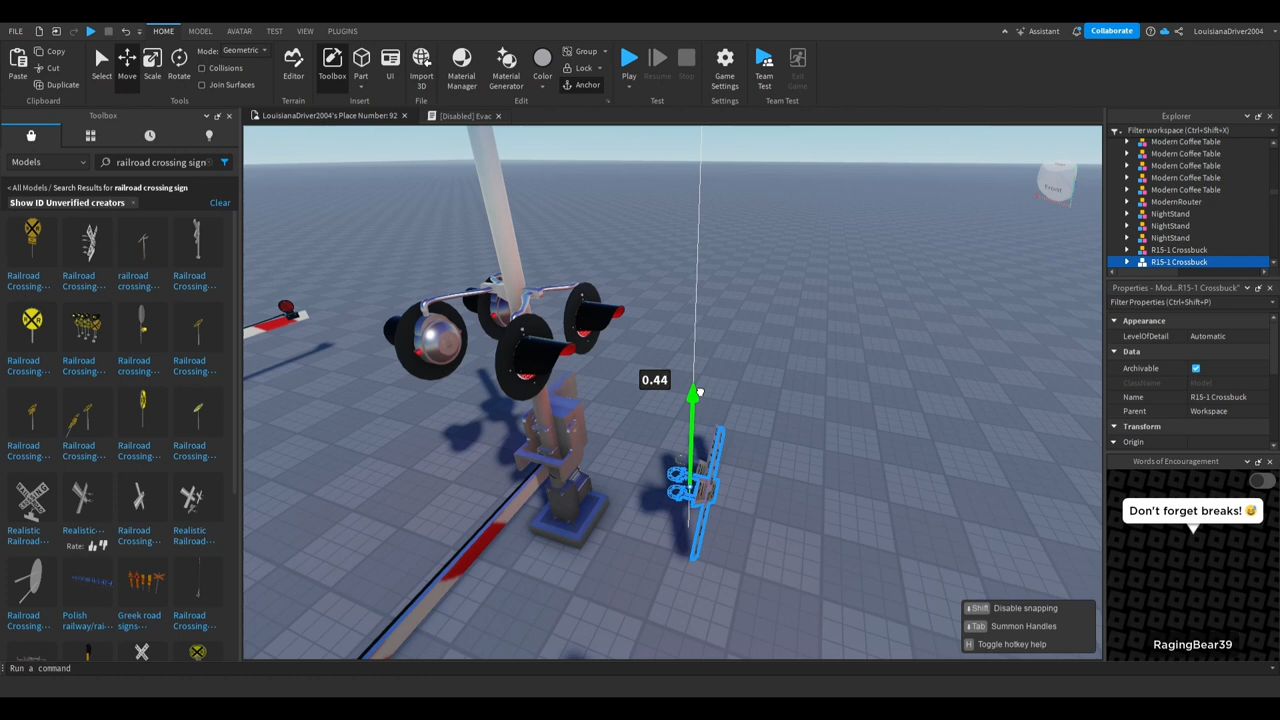 FILE
HOME
MODEL
AVATAR
TEST
VIEW
PLUGINS
Assistant
Collaborate
LouisianaDriver2004
Paste
Copy
Cut
Duplicate
Clipboard
Select
Move
Scale
Rotate
Mode: Geometric
Collisions
Join Surfaces
Tools
Editor
Terrain
Toolbox
Part
UI
Insert
Import
3D
File
Material
Manager
Material
Generator
Color
Group
Lock
Anchor
Edit
Play
Resume
Stop
Test
Game
Settings
Settings
Team
Test
Exit
Game
Team Test
Toolbox
LouisianaDriver2004's Place Number: 92
[Disabled] Evac
Models
railroad crossing sign
< All Models / Search Results for railroad crossing sign
Show ID Unverified creators
Clear
Railroad Crossing···
Railroad Crossing···
railroad crossing···
Railroad Crossing···
Railroad Crossing···
Railroad Crossing···
Railroad Crossing···
Railroad Crossing···
Railroad Crossing···
Railroad Crossing···
Railroad Crossing···
Railroad Crossing···
Realistic Railroad···
Realistic···
Rate:
Railroad Crossing···
Realistic Railroad···
Railroad Crossing···
Polish railway/rai···
Greek road signs···
Railroad Crossing···
0.44
Front
Shift Disable snapping
Tab Summon Handles
H Toggle hotkey help
Explorer
Filter workspace (Ctrl+Shift+X)
Modern Coffee Table
Modern Coffee Table
Modern Coffee Table
Modern Coffee Table
Modern Coffee Table
ModernRouter
NightStand
NightStand
NightStand
R15-1 Crossbuck
R15-1 Crossbuck
Properties - Mod...R15-1 Crossbuck"
Filter Properties (Ctrl+Shift+P)
Appearance
LevelOfDetail Automatic
Data
Archivable
ClassName Model
Name R15-1 Crossbuck
Parent Workspace
Transform
Origin
Words of Encouragement
Don't forget breaks! 😅
RagingBear39
Run a command